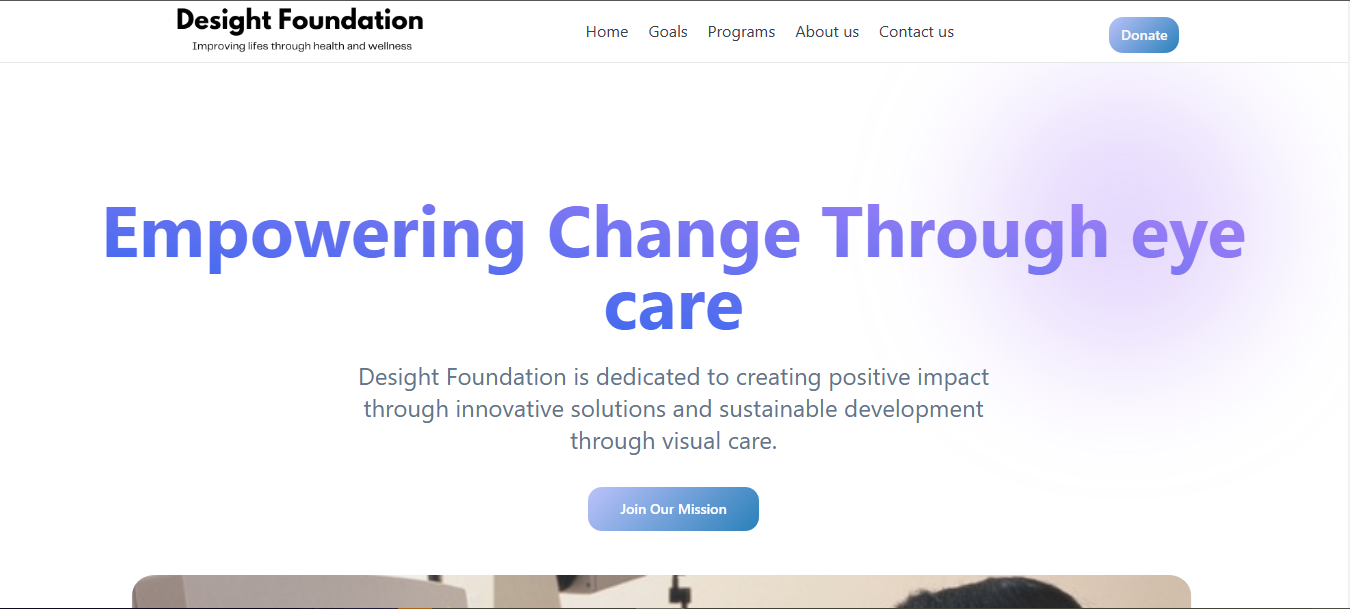 Desight Foundation
Improving lifes through health and wellness
Home Goals Programs About us Contact us
Donate
Empowering Change Through eye
care
Desight Foundation is dedicated to creating positive impact
through innovative solutions and sustainable development
through visual care.
Join Our Mission